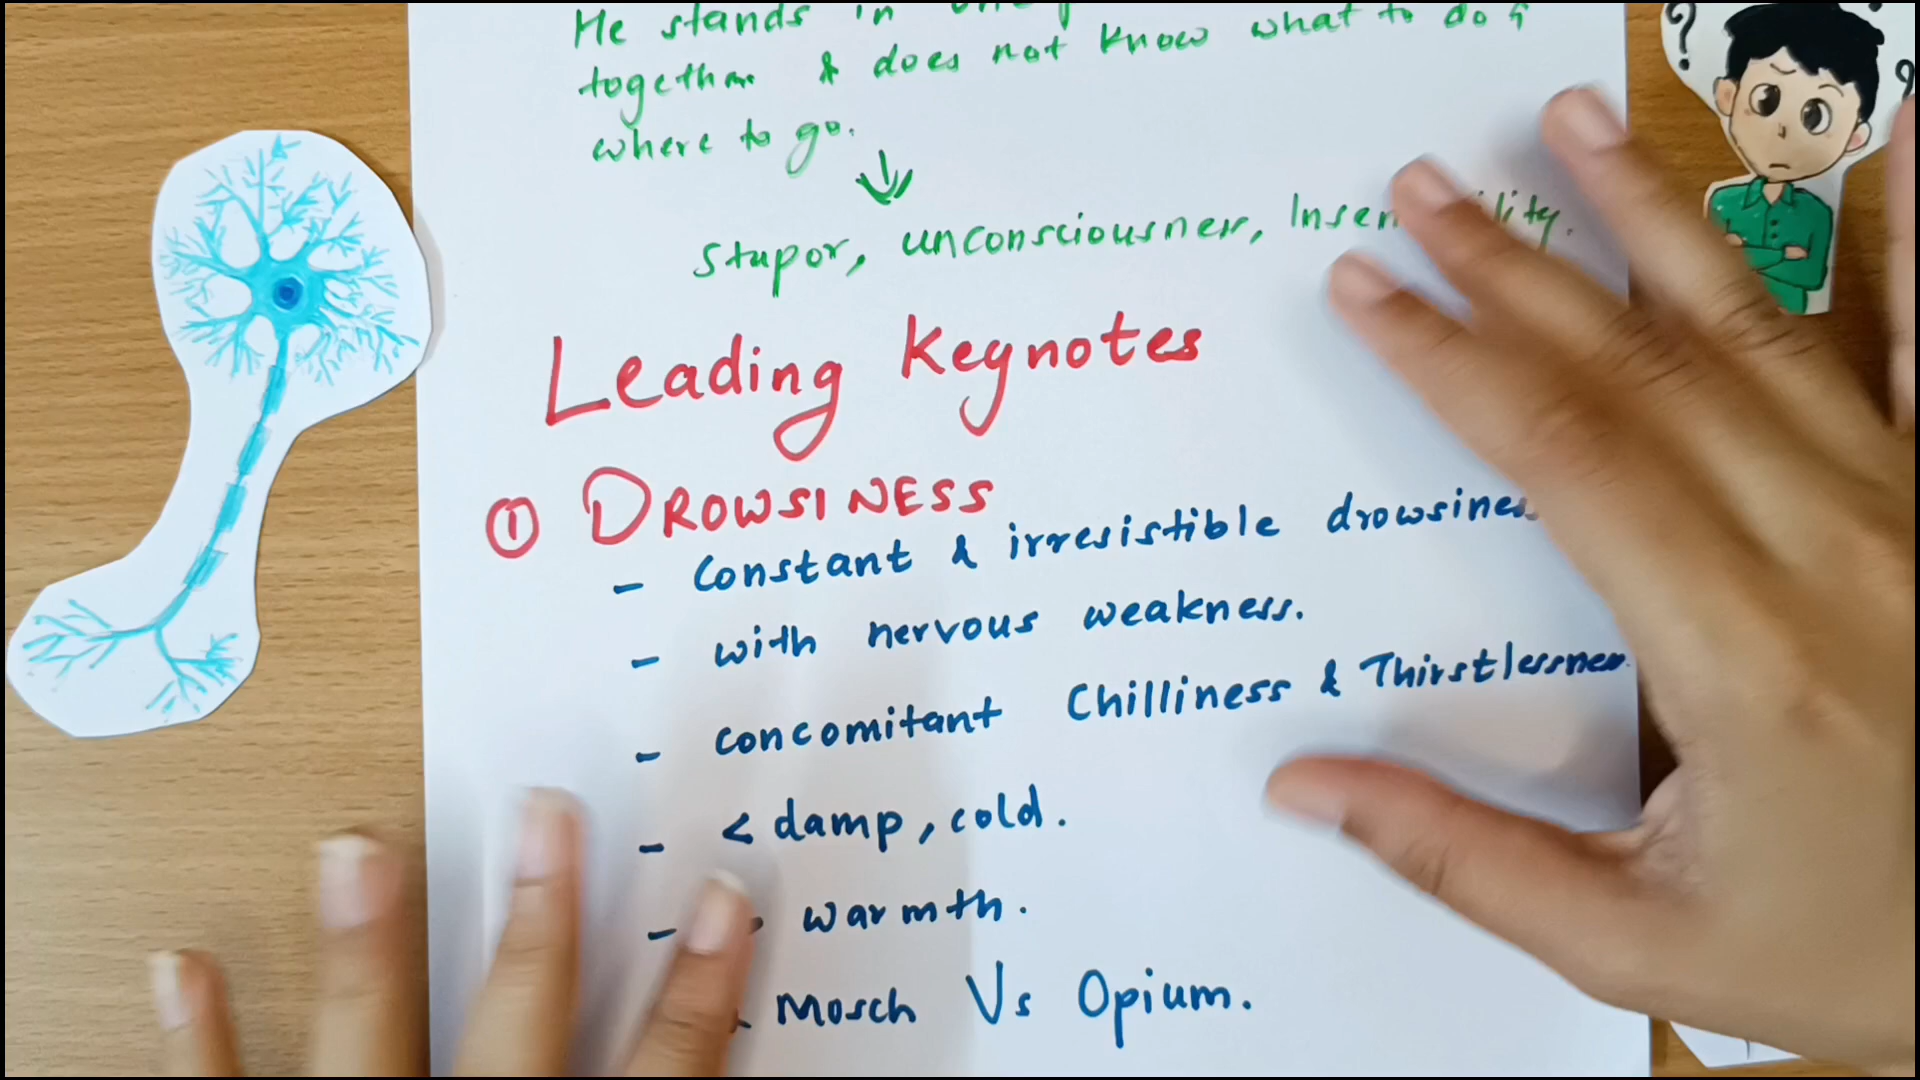 He stands in
together & does not know what to do &
where to go.
Stupor, unconsciousness,
Leading Keynotes
① DROWSINESS
- Constant & irresistible drowsiness
- with nervous weakness.
- concomitant Chilliness & Thirstlessness.
- < damp, cold.
- warmth.
Mosch Vs Opium.
? ?